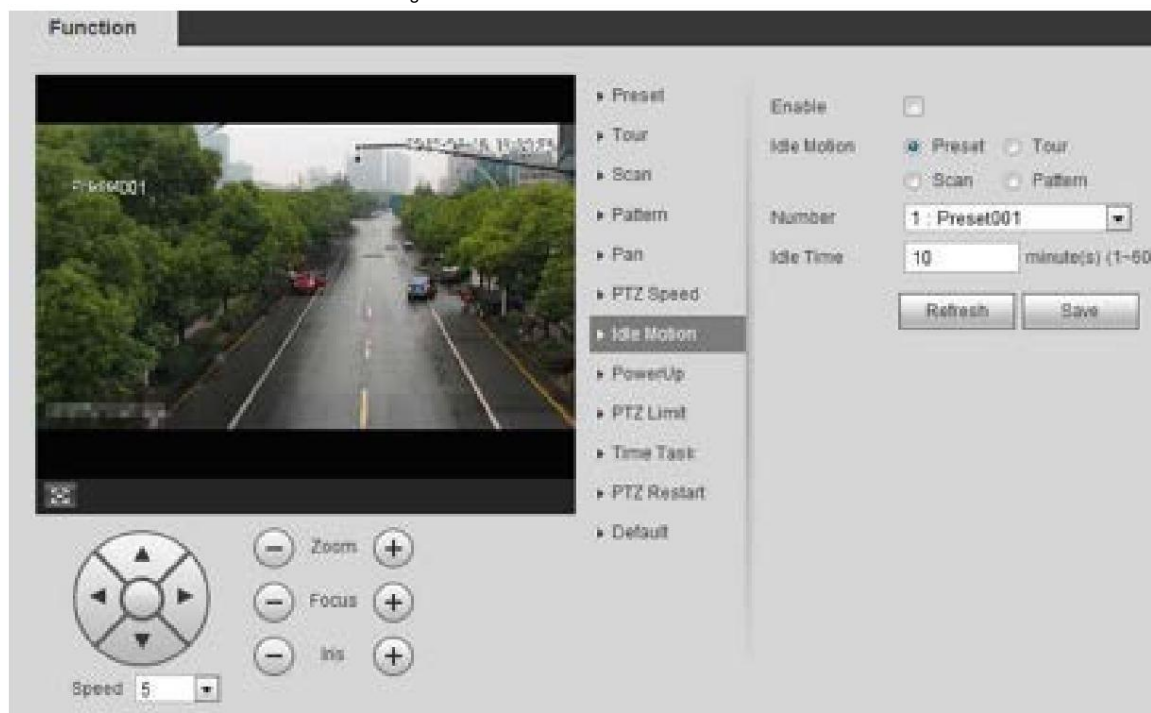 Function
Preset
Tour
Scan
Pattern
Pan
PTZ Speed
Idle Motion
PowerUp
PTZ Limit
Time Task
PTZ Restart
Default
Enable
Idle Motion
Preset Tour
Scan Pattern
Number 1 : Preset001
Idle Time 10 minute(s) (1~60
Refresh Save
Zoom
Focus
Iris
Speed 5